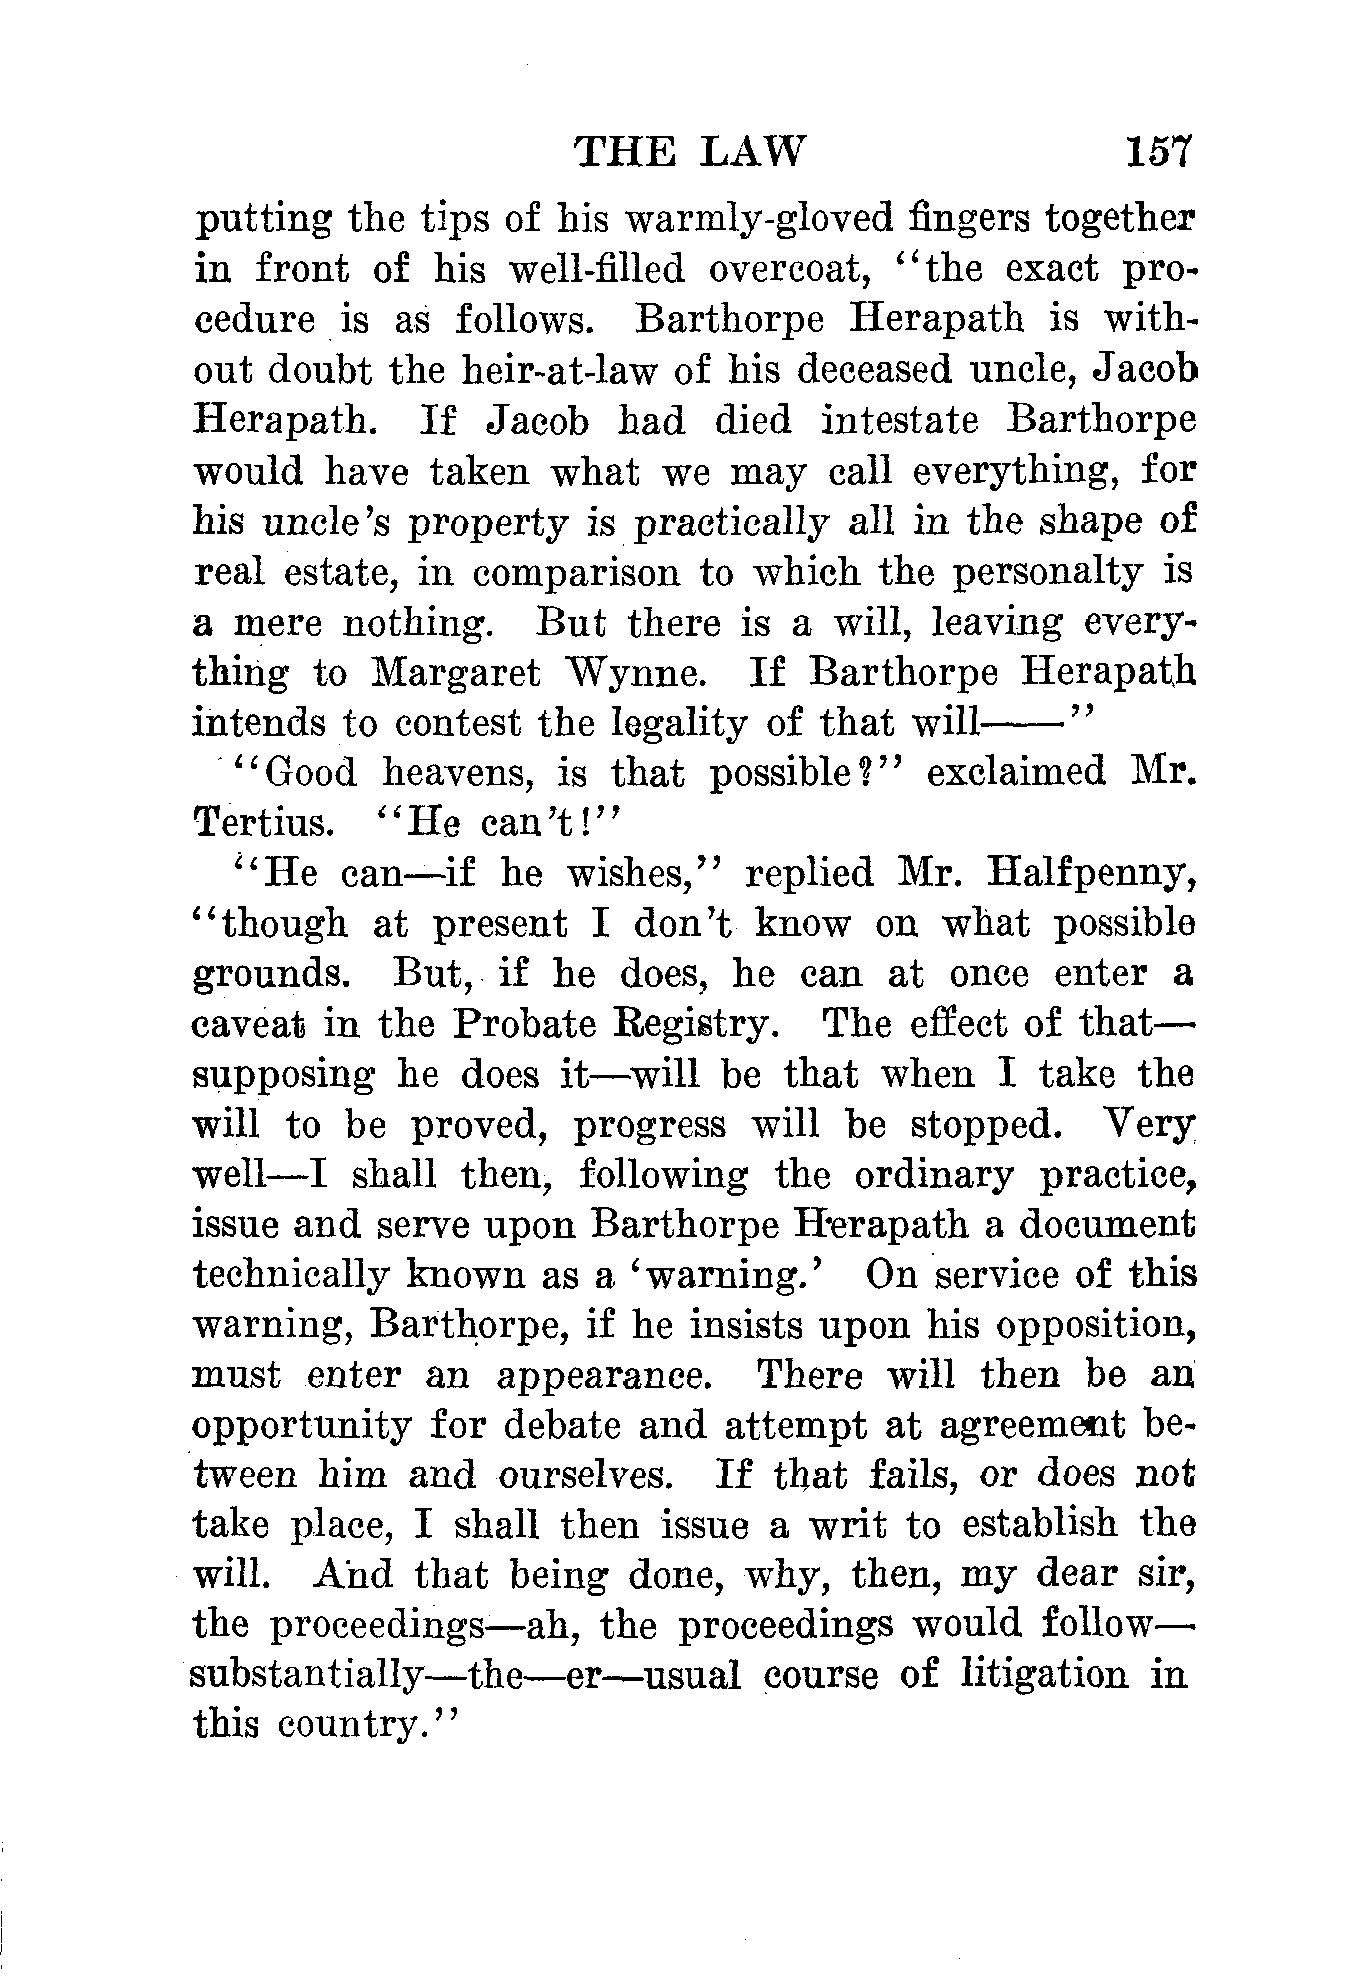 THE LAW 157
putting the tips of his warmly-gloved fingers together
in front of his well-filled overcoat, "the exact pro-
cedure is as follows. Barthorpe Herapath is with-
out doubt the heir-at-law of his deceased uncle, Jacob
Herapath. If Jacob had died intestate Barthorpe
would have taken what we may call everything, for
his uncle's property is practically all in the shape of
real estate, in comparison to which the personalty is
a mere nothing. But there is a will, leaving every-
thing to Margaret Wynne. If Barthorpe Herapath
intends to contest the legality of that will——"
"Good heavens, is that possible?" exclaimed Mr.
Tertius. "He can't!"
"He can—if he wishes," replied Mr. Halfpenny,
"though at present I don't know on what possible
grounds. But, if he does, he can at once enter a
caveat in the Probate Registry. The effect of that—
supposing he does it—will be that when I take the
will to be proved, progress will be stopped. Very
well—I shall then, following the ordinary practice,
issue and serve upon Barthorpe Herapath a document
technically known as a 'warning.' On service of this
warning, Barthorpe, if he insists upon his opposition,
must enter an appearance. There will then be an
opportunity for debate and attempt at agreement be-
tween him and ourselves. If that fails, or does not
take place, I shall then issue a writ to establish the
will. And that being done, why, then, my dear sir,
the proceedings—ah, the proceedings would follow—
substantially—the—er—usual course of litigation in
this country."